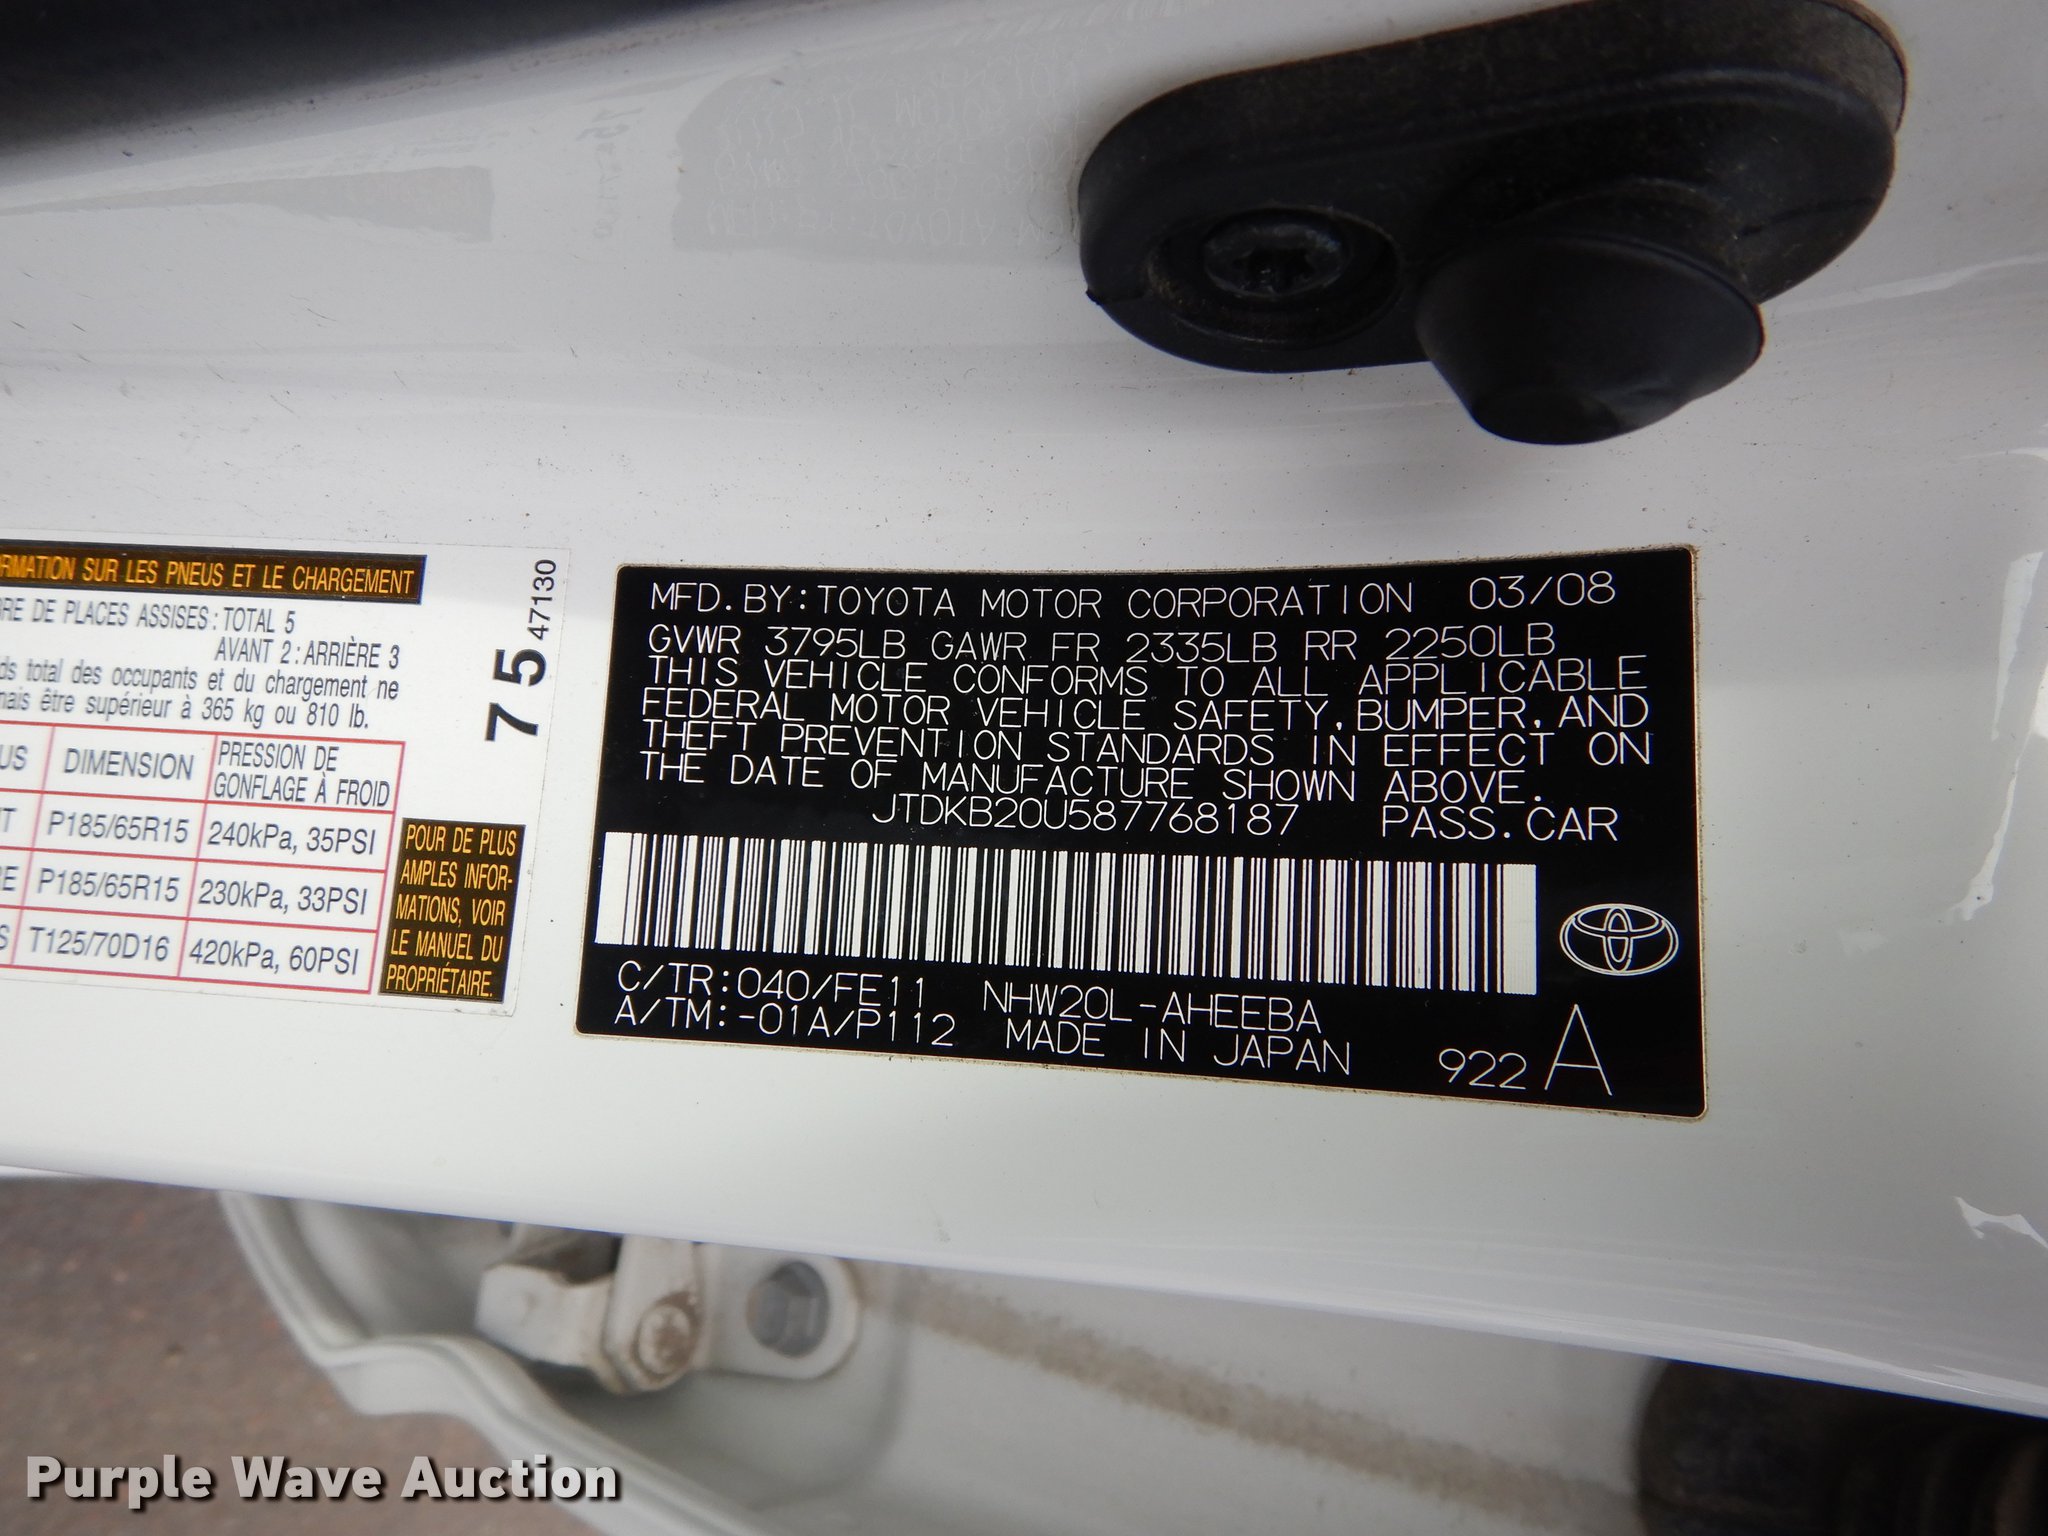 RMATION SUR LES PNEUS ET LE CHARGEMENT
RE DE PLACES ASSISES: TOTAL 5
AVANT 2: ARRIÈRE 3
ds total des occupants et du chargement ne
mais être supérieur à 365 kg ou 810 lb.
US DIMENSION PRESSION DE GONFLAGE À FROID
T P185/65R15 240kPa, 35PSI
RE P185/65R15 230kPa, 33PSI
S T125/70D16 420kPa, 60PSI
POUR DE PLUS
AMPLES INFOR-
MATIONS, VOIR
LE MANUEL DU
PROPRIÉTAIRE.
75 47130
MFD.BY:TOYOTA MOTOR CORPORATION 03/08
GVWR 3795LB GAWR FR 2335LB RR 2250LB
THIS VEHICLE CONFORMS TO ALL APPLICABLE
FEDERAL MOTOR VEHICLE SAFETY,BUMPER,AND
THEFT PREVENTION STANDARDS IN EFFECT ON
THE DATE OF MANUFACTURE SHOWN ABOVE.
JTDKB20U587768187 PASS.CAR
C/TR:040/FE11 NHW20L-AHEEBA
A/TM:-01A/P112 MADE IN JAPAN 922 A
Purple Wave Auction